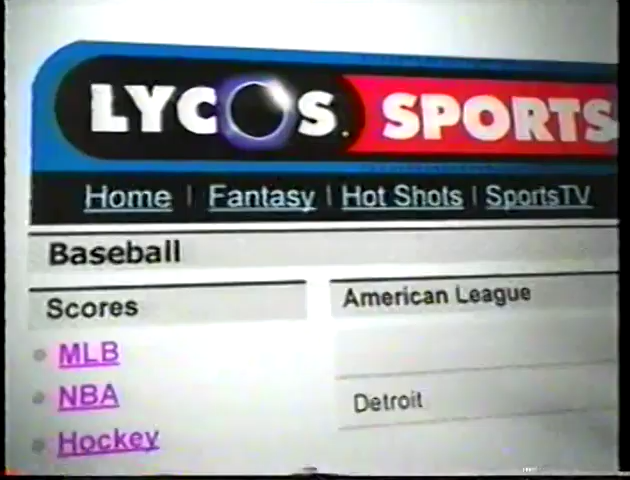 LYCOS. SPORTS
Home | Fantasy | Hot Shots | SportsTV
Baseball
Scores
American League
MLB
NBA
Detroit
Hockey